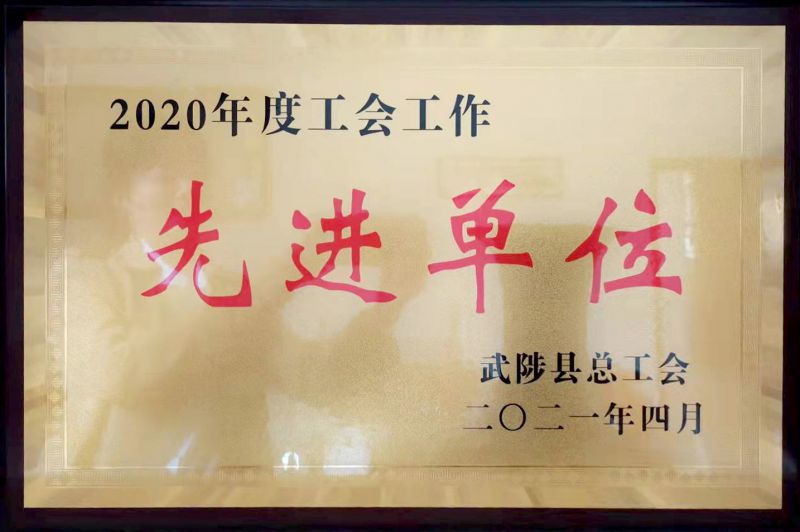 2020年度工会工作
先进单位
武陟县总工会
二〇二一年四月